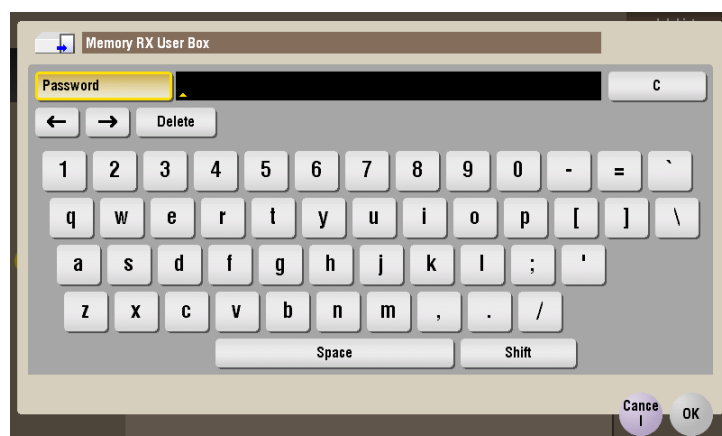 Memory RX User Box
Password
C
← → Delete
1 2 3 4 5 6 7 8 9 0 - = `
q w e r t y u i o p [ ] \
a s d f g h j k l ; '
z x c v b n m , . /
Space Shift
Cance
l
OK